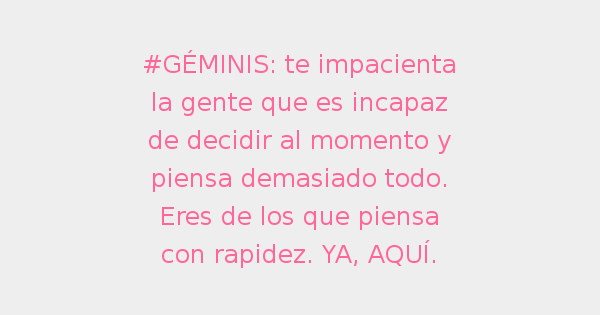 #GÉMINIS: te impacienta
la gente que es incapaz
de decidir al momento y
piensa demasiado todo.
Eres de los que piensa
con rapidez. YA, AQUÍ.